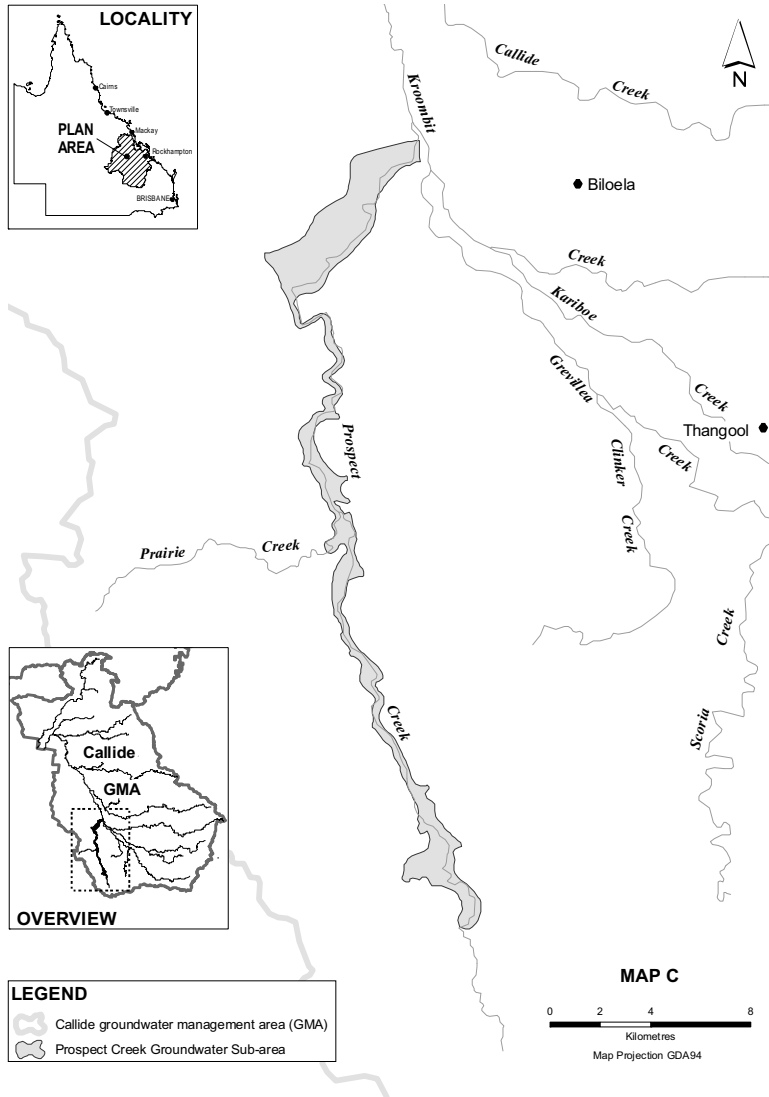 LOCALITY
Cairns
Townsville
Mackay
PLAN
AREA
Rockhampton
BRISBANE
N
Callide
Creek
Kroombit
Biloela
Creek
Kariboe
Creek
Grevillea
Creek
Thangool
Clinker
Creek
Prospect
Creek
Prairie Creek
Creek
Scoria
Callide
GMA
OVERVIEW
MAP C
LEGEND
Callide groundwater management area (GMA)
Prospect Creek Groundwater Sub-area
0 2 4 8
Kilometres
Map Projection GDA94